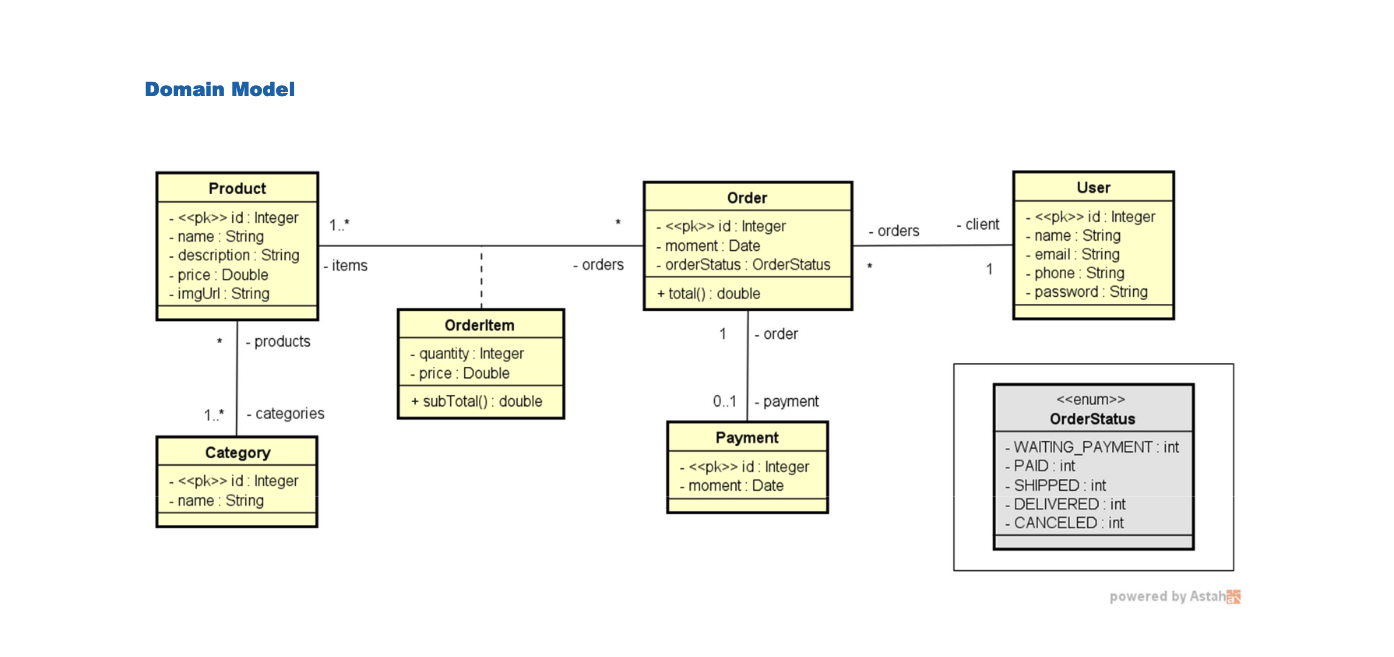 Domain Model
Product
- <<pk>> id : Integer
- name : String
- description : String
- price : Double
- imgUrl : String
1..*
- items
*
- orders
Order
- <<pk>> id : Integer
- moment : Date
- orderStatus : OrderStatus
+ total() : double
- orders
*
- client
1
User
- <<pk>> id : Integer
- name : String
- email : String
- phone : String
- password : String
OrderItem
- quantity : Integer
- price : Double
+ subTotal() : double
* - products
1..* - categories
Category
- <<pk>> id : Integer
- name : String
1 - order
0..1 - payment
Payment
- <<pk>> id : Integer
- moment : Date
<<enum>>
OrderStatus
- WAITING_PAYMENT : int
- PAID : int
- SHIPPED : int
- DELIVERED : int
- CANCELED : int
powered by Astah